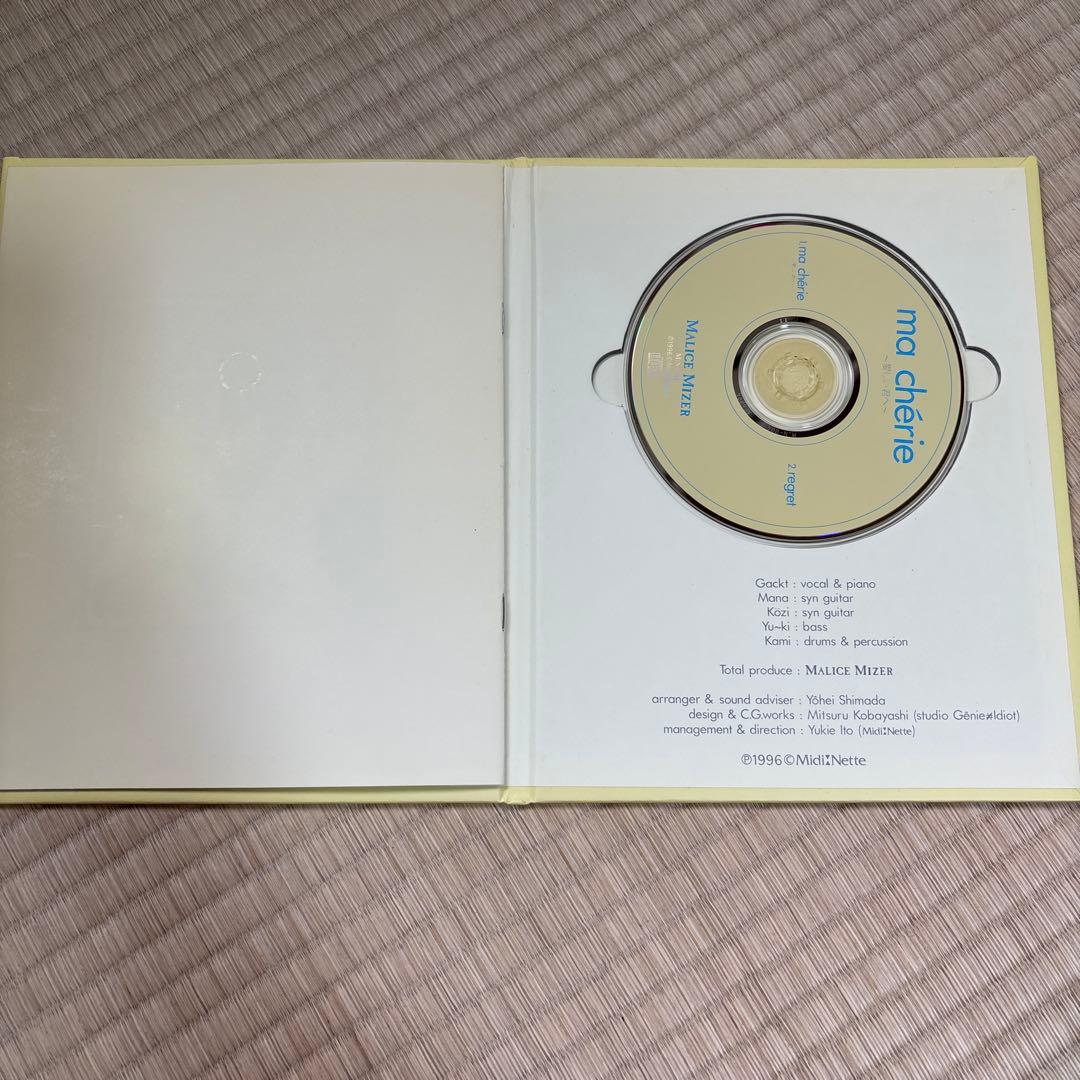 ma chérie
～愛しい君へ～
1.ma chérie
2.regret
MALICE MIZER
Gackt : vocal & piano
Mana : syn guitar
Közi : syn guitar
Yu~ki : bass
Kami : drums & percussion
Total produce : MALICE MIZER
arranger & sound adviser : Yôhei Shimada
design & C.G.works : Mitsuru Kobayashi (studio Gênie≠Idiot)
management & direction : Yukie Ito (Midi:Nette)
℗1996©Midi:Nette